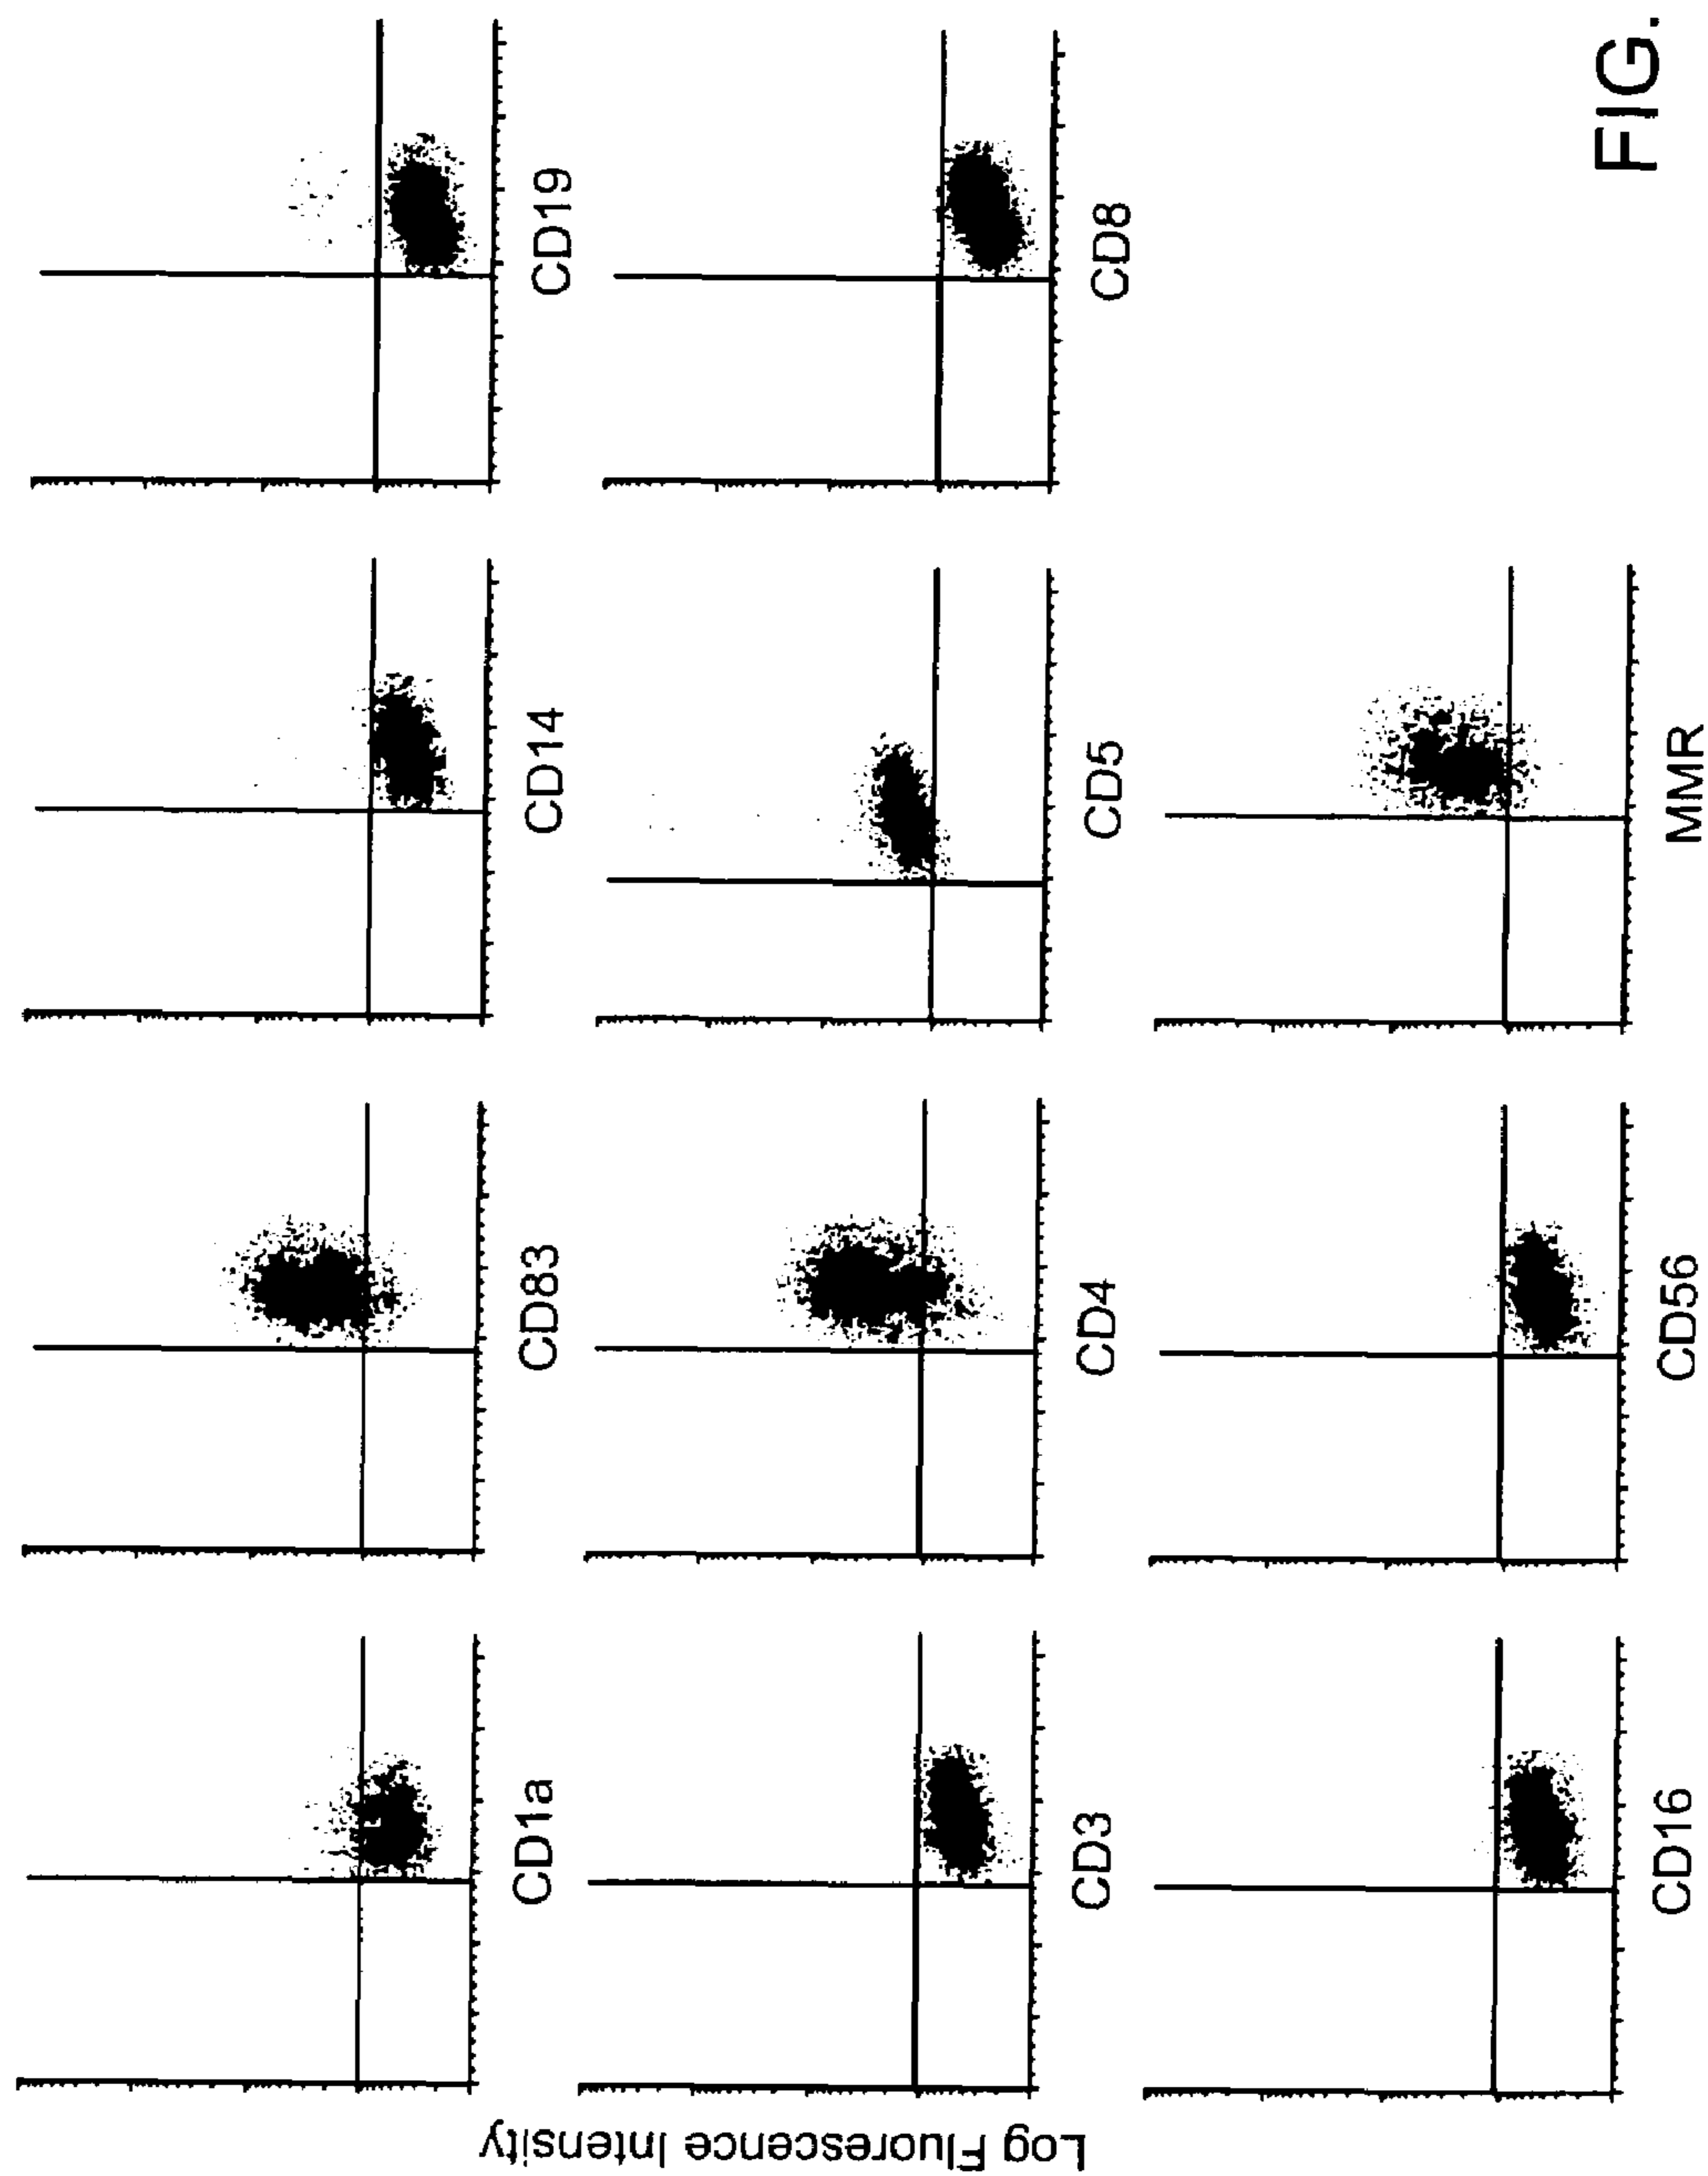 Log Fluorescence Intensity
CD1a
CD83
CD14
CD19
CD3
CD4
CD5
CD8
CD16
CD56
MMR
FIG.